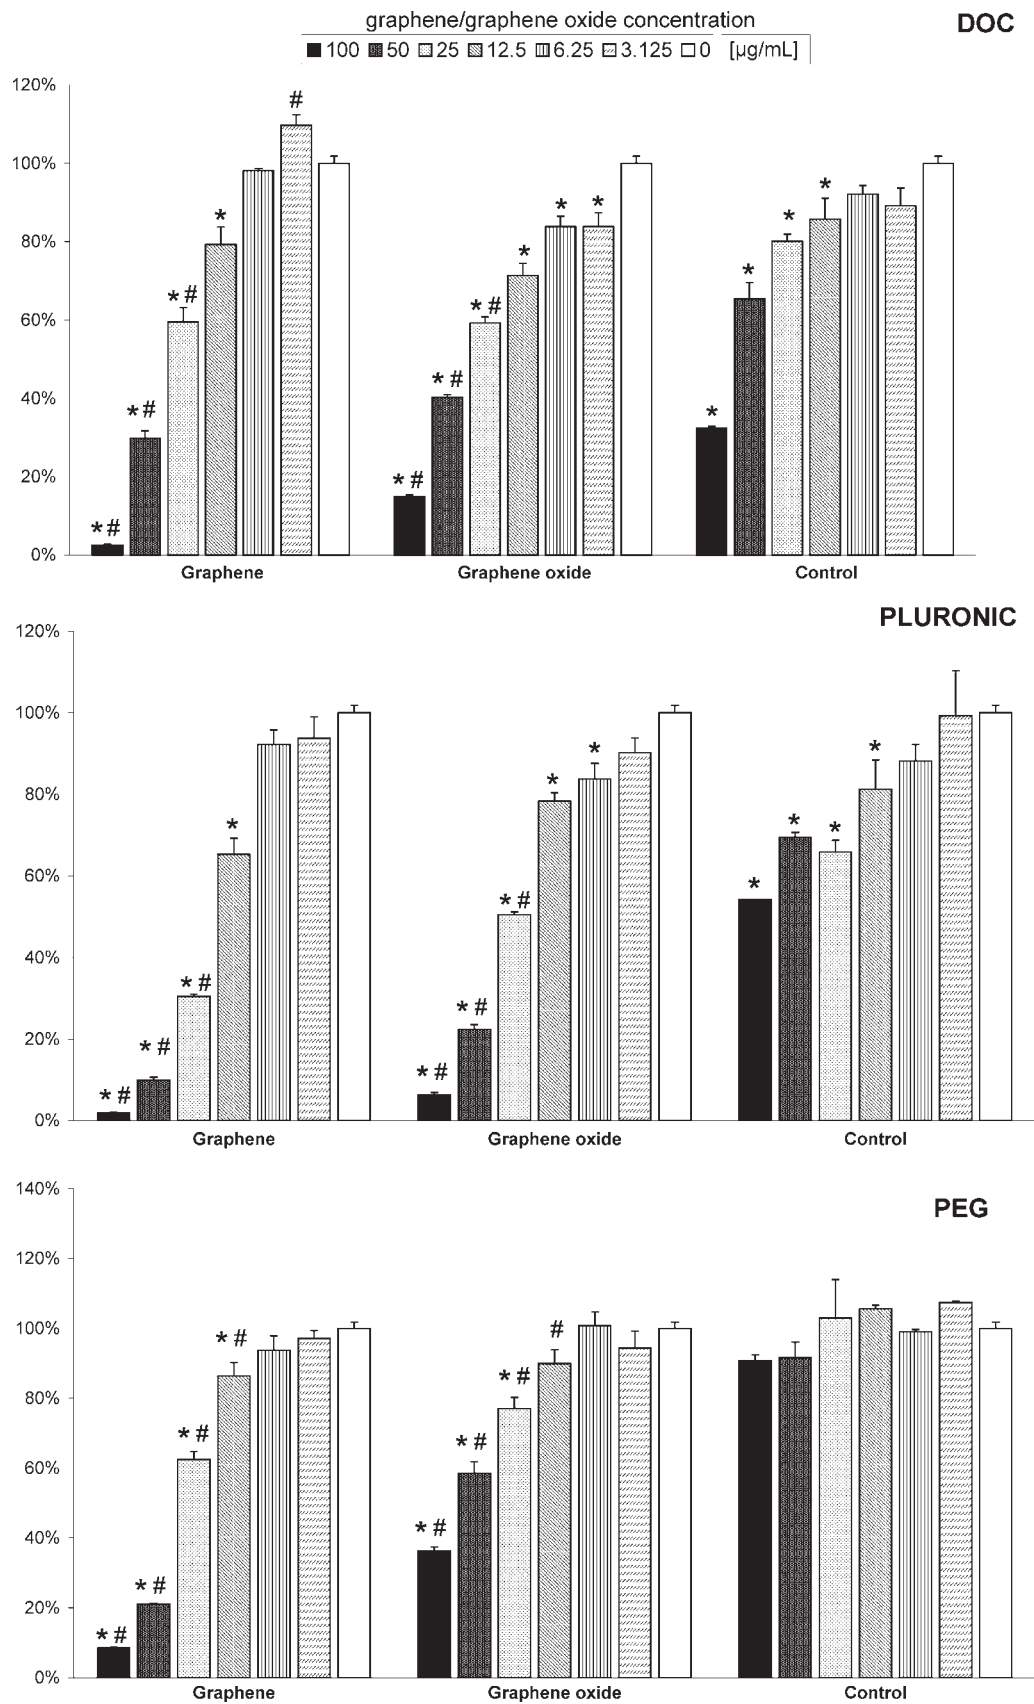 graphene/graphene oxide concentration
DOC
100 50 25 12.5 6.25 3.125 0 [µg/mL]
120%
#
100%
* * * *
80%
* * * # * # *
60%
* # *
40%
* # *
20%
* # * #
0%
Graphene Graphene oxide Control
PLURONIC
120%
100%
* * *
80%
* * *
60%
* # *
40%
* #
20%
* # * #
* # * #
0%
Graphene Graphene oxide Control
140%
PEG
120%
100%
* # #
80%
* #
60%
* # * #
40%
* #
20%
* #
* #
0%
Graphene Graphene oxide Control